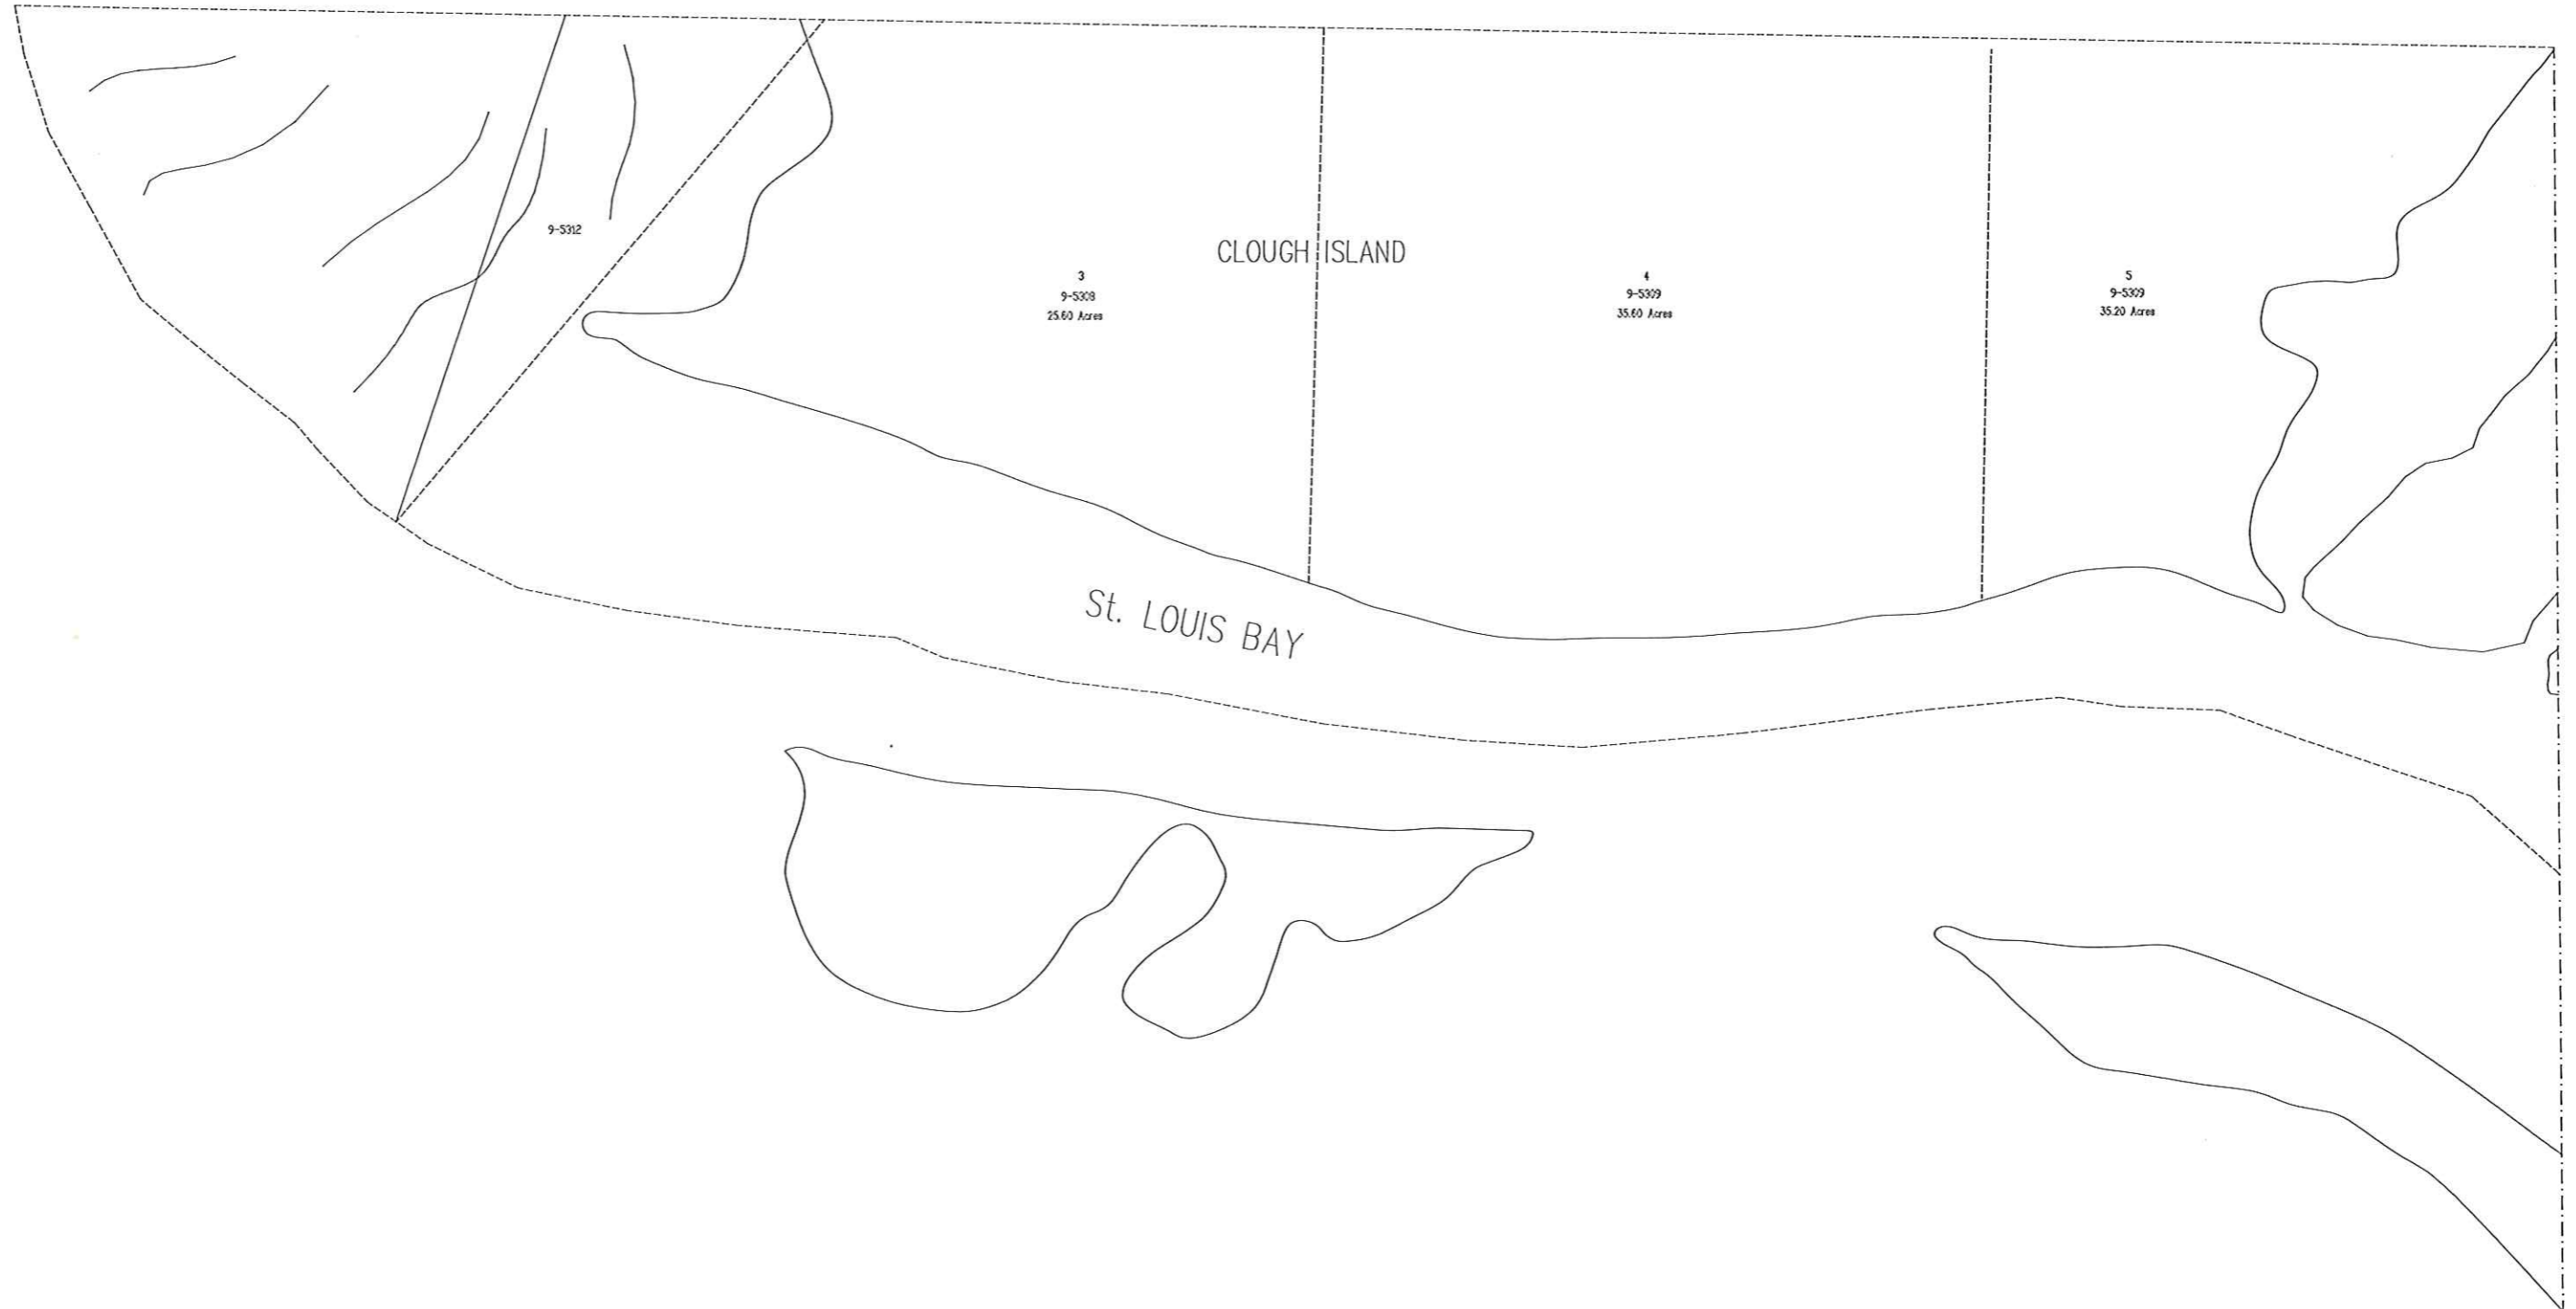 9-5312
CLOUGH ISLAND
3
9-5308
25.60 Acres
4
9-5309
35.60 Acres
5
9-5309
35.20 Acres
St. LOUIS BAY